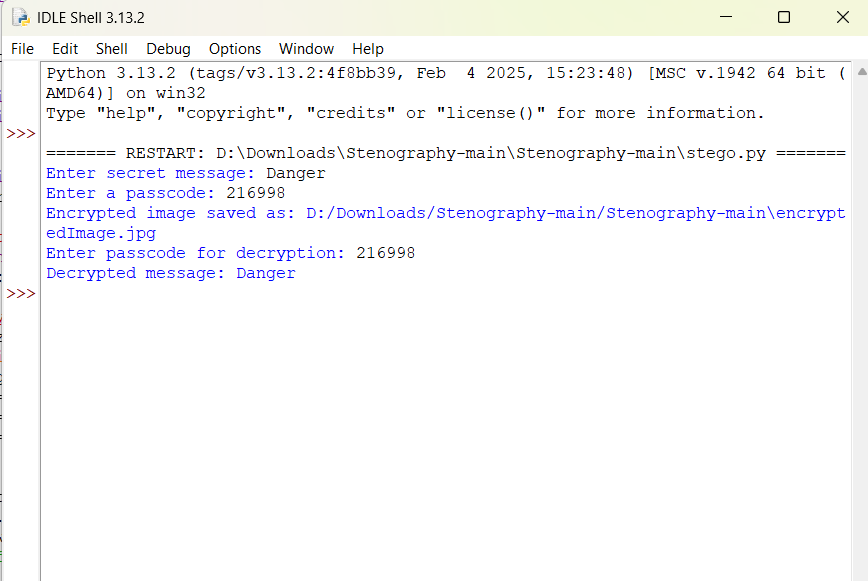 IDLE Shell 3.13.2
File Edit Shell Debug Options Window Help
Python 3.13.2 (tags/v3.13.2:4f8bb39, Feb  4 2025, 15:23:48) [MSC v.1942 64 bit (
AMD64)] on win32
Type "help", "copyright", "credits" or "license()" for more information.
>>>
======= RESTART: D:\Downloads\Stenography-main\Stenography-main\stego.py =======
Enter secret message: Danger
Enter a passcode: 216998
Encrypted image saved as: D:/Downloads/Stenography-main/Stenography-main\encrypt
edImage.jpg
Enter passcode for decryption: 216998
Decrypted message: Danger
>>>